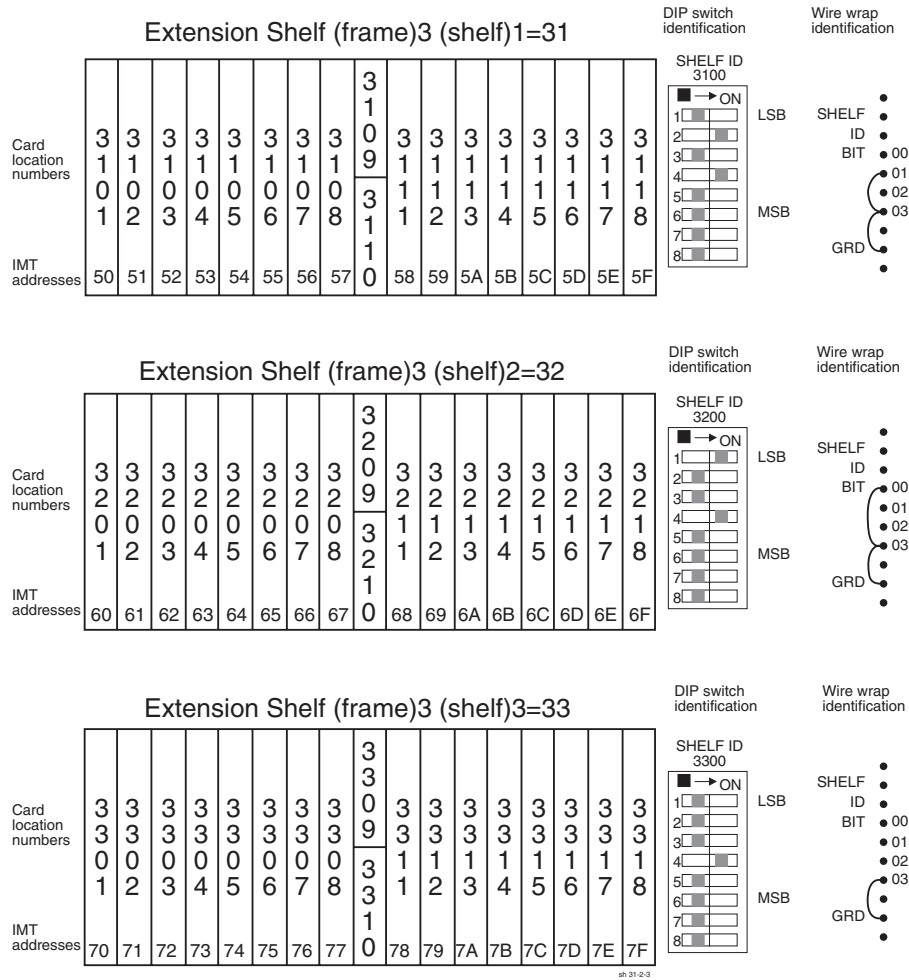 Extension Shelf (frame)3 (shelf)1=31
DIP switch
identification
Wire wrap
identification
SHELF ID
3100
ON
1
2
3
4
5
6
7
8
LSB
MSB
SHELF
ID
BIT
00
01
02
03
GRD
Card
location
numbers
3101
3102
3103
3104
3105
3106
3107
3108
3109
3110
3111
3112
3113
3114
3115
3116
3117
3118
IMT
addresses
50 51 52 53 54 55 56 57 58 59 5A 5B 5C 5D 5E 5F
Extension Shelf (frame)3 (shelf)2=32
DIP switch
identification
Wire wrap
identification
SHELF ID
3200
ON
1
2
3
4
5
6
7
8
LSB
MSB
SHELF
ID
BIT
00
01
02
03
GRD
Card
location
numbers
3201
3202
3203
3204
3205
3206
3207
3208
3209
3210
3211
3212
3213
3214
3215
3216
3217
3218
IMT
addresses
60 61 62 63 64 65 66 67 68 69 6A 6B 6C 6D 6E 6F
Extension Shelf (frame)3 (shelf)3=33
DIP switch
identification
Wire wrap
identification
SHELF ID
3300
ON
1
2
3
4
5
6
7
8
LSB
MSB
SHELF
ID
BIT
00
01
02
03
GRD
Card
location
numbers
3301
3302
3303
3304
3305
3306
3307
3308
3309
3310
3311
3312
3313
3314
3315
3316
3317
3318
IMT
addresses
70 71 72 73 74 75 76 77 78 79 7A 7B 7C 7D 7E 7F
sh 31-2-3